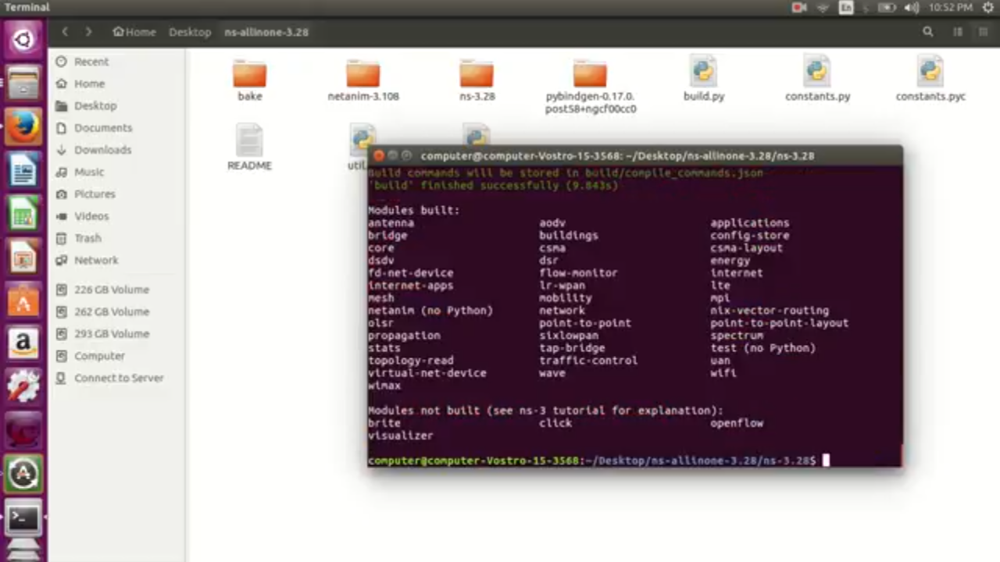 Terminal
En
10:52 PM
Home
Desktop
ns-allinone-3.28
Recent
Home
Desktop
Documents
Downloads
Music
Pictures
Videos
Trash
Network
226 GB Volume
262 GB Volume
293 GB Volume
Computer
Connect to Server
bake
netanim-3.108
ns-3.28
pybindgen-0.17.0.
post58+ngcf00cc0
build.py
constants.py
constants.pyc
README
util.
computer@computer-Vostro-15-3568: ~/Desktop/ns-allinone-3.28/ns-3.28
Build commands will be stored in build/compile_commands.json
'build' finished successfully (9.843s)
Modules built:
antenna aodv applications
bridge buildings config-store
core csma csma-layout
dsdv dsr energy
fd-net-device flow-monitor internet
internet-apps lr-wpan lte
mesh mobility mpi
netanim (no Python) network nix-vector-routing
olsr point-to-point point-to-point-layout
propagation sixlowpan spectrum
stats tap-bridge test (no Python)
topology-read traffic-control uan
virtual-net-device wave wifi
wimax
Modules not built (see ns-3 tutorial for explanation):
brite click openflow
visualizer
computer@computer-Vostro-15-3568:~/Desktop/ns-allinone-3.28/ns-3.28$